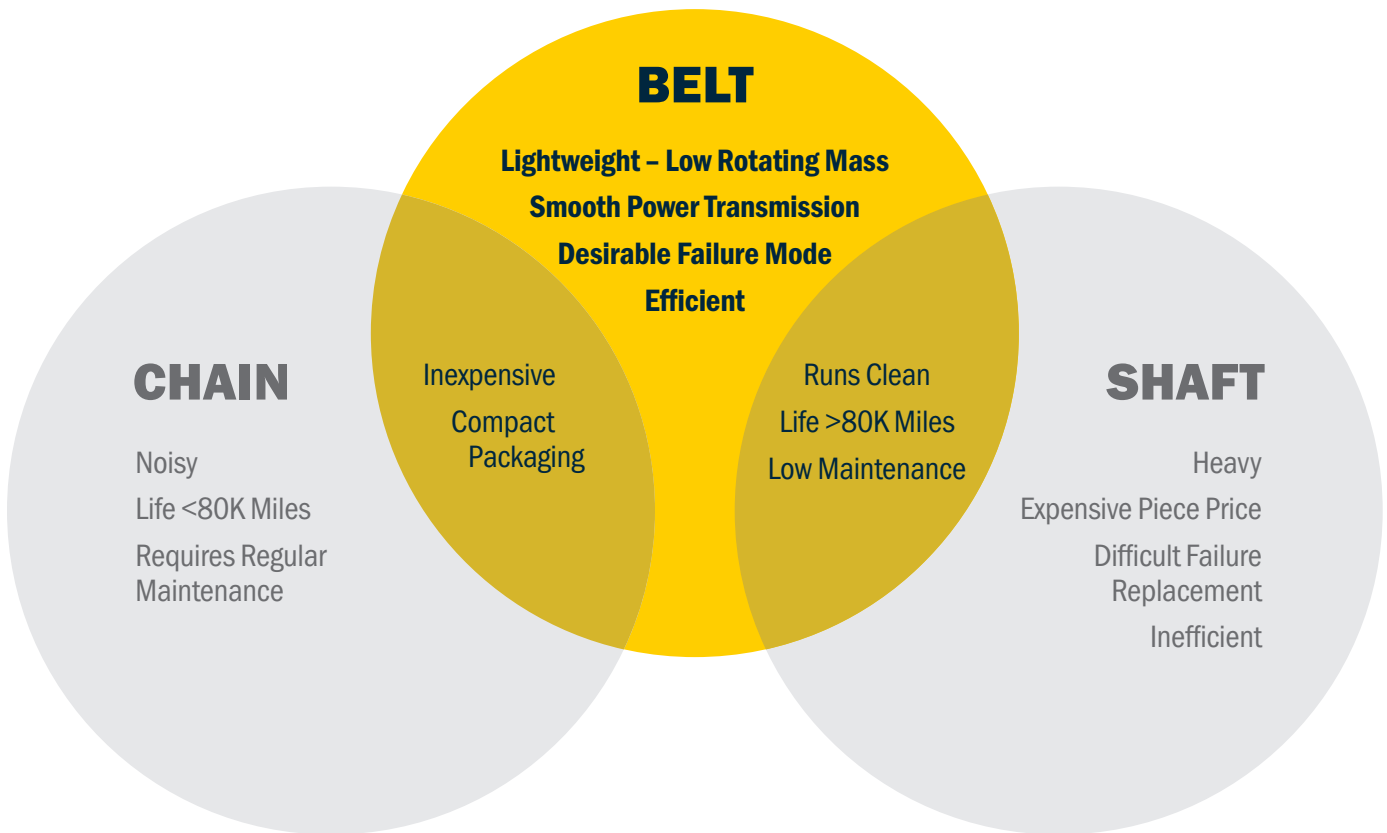 BELT
Lightweight – Low Rotating Mass
Smooth Power Transmission
Desirable Failure Mode
Efficient
CHAIN
Noisy
Life <80K Miles
Requires Regular
Maintenance
Inexpensive
Compact
Packaging
Runs Clean
Life >80K Miles
Low Maintenance
SHAFT
Heavy
Expensive Piece Price
Difficult Failure
Replacement
Inefficient